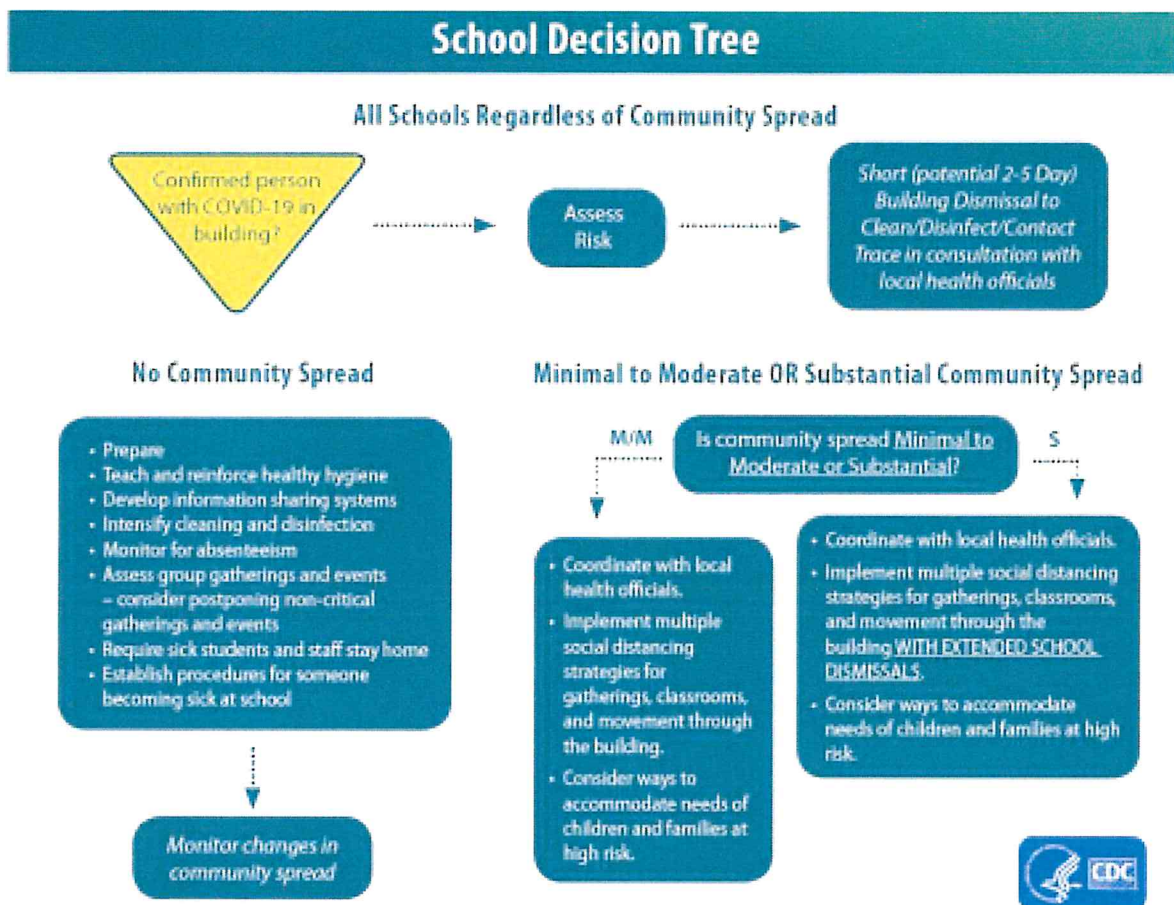 School Decision Tree
All Schools Regardless of Community Spread
Confirmed person
with COVID-19 in
building?
Assess
Risk
Short (potential 2-5 Day)
Building Dismissal to
Clean/Disinfect/Contact
Trace in consultation with
local health officials
No Community Spread
• Prepare
• Teach and reinforce healthy hygiene
• Develop information sharing systems
• Intensify cleaning and disinfection
• Monitor for absenteeism
• Assess group gatherings and events
– consider postponing non-critical
gatherings and events
• Require sick students and staff stay home
• Establish procedures for someone
becoming sick at school
Monitor changes in
community spread
Minimal to Moderate OR Substantial Community Spread
M/M
Is community spread Minimal to
Moderate or Substantial?
S
• Coordinate with local
health officials.
• Implement multiple
social distancing
strategies for
gatherings, classrooms,
and movement through
the building.
• Consider ways to
accommodate needs of
children and families at
high risk.
• Coordinate with local health officials.
• Implement multiple social distancing
strategies for gatherings, classrooms,
and movement through the
building WITH EXTENDED SCHOOL
DISMISSALS.
• Consider ways to accommodate
needs of children and families at high
risk.
CDC